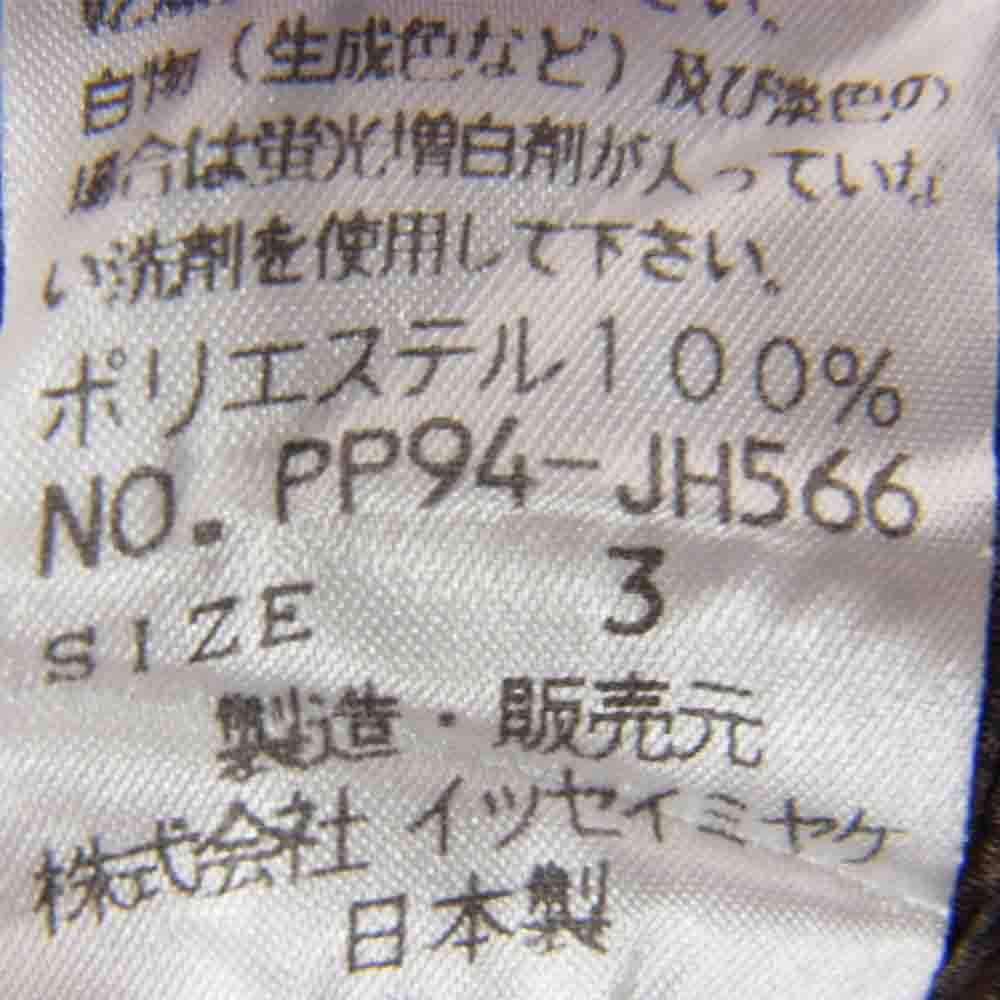 さい。
白物（生成色など）及び淡色の
場合は蛍光増白剤が入っていな
い洗剤を使用して下さい。
ポリエステル100%
NO. PP94-JH566
SIZE 3
製造・販売元
株式会社イッセイミヤケ
日本製